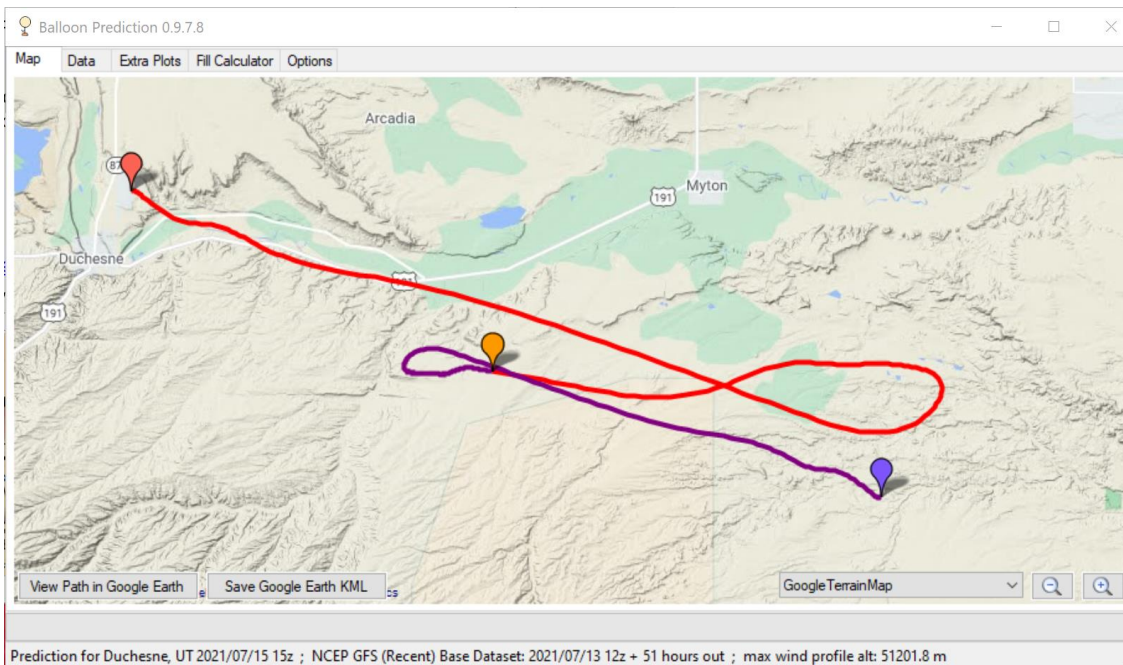 Balloon Prediction 0.9.7.8
Map Data Extra Plots Fill Calculator Options
Arcadia
87
Myton
191
Duchesne
191
191
View Path in Google Earth Save Google Earth KML GoogleTerrainMap
Prediction for Duchesne, UT 2021/07/15 15z ; NCEP GFS (Recent) Base Dataset: 2021/07/13 12z + 51 hours out ; max wind profile alt: 51201.8 m